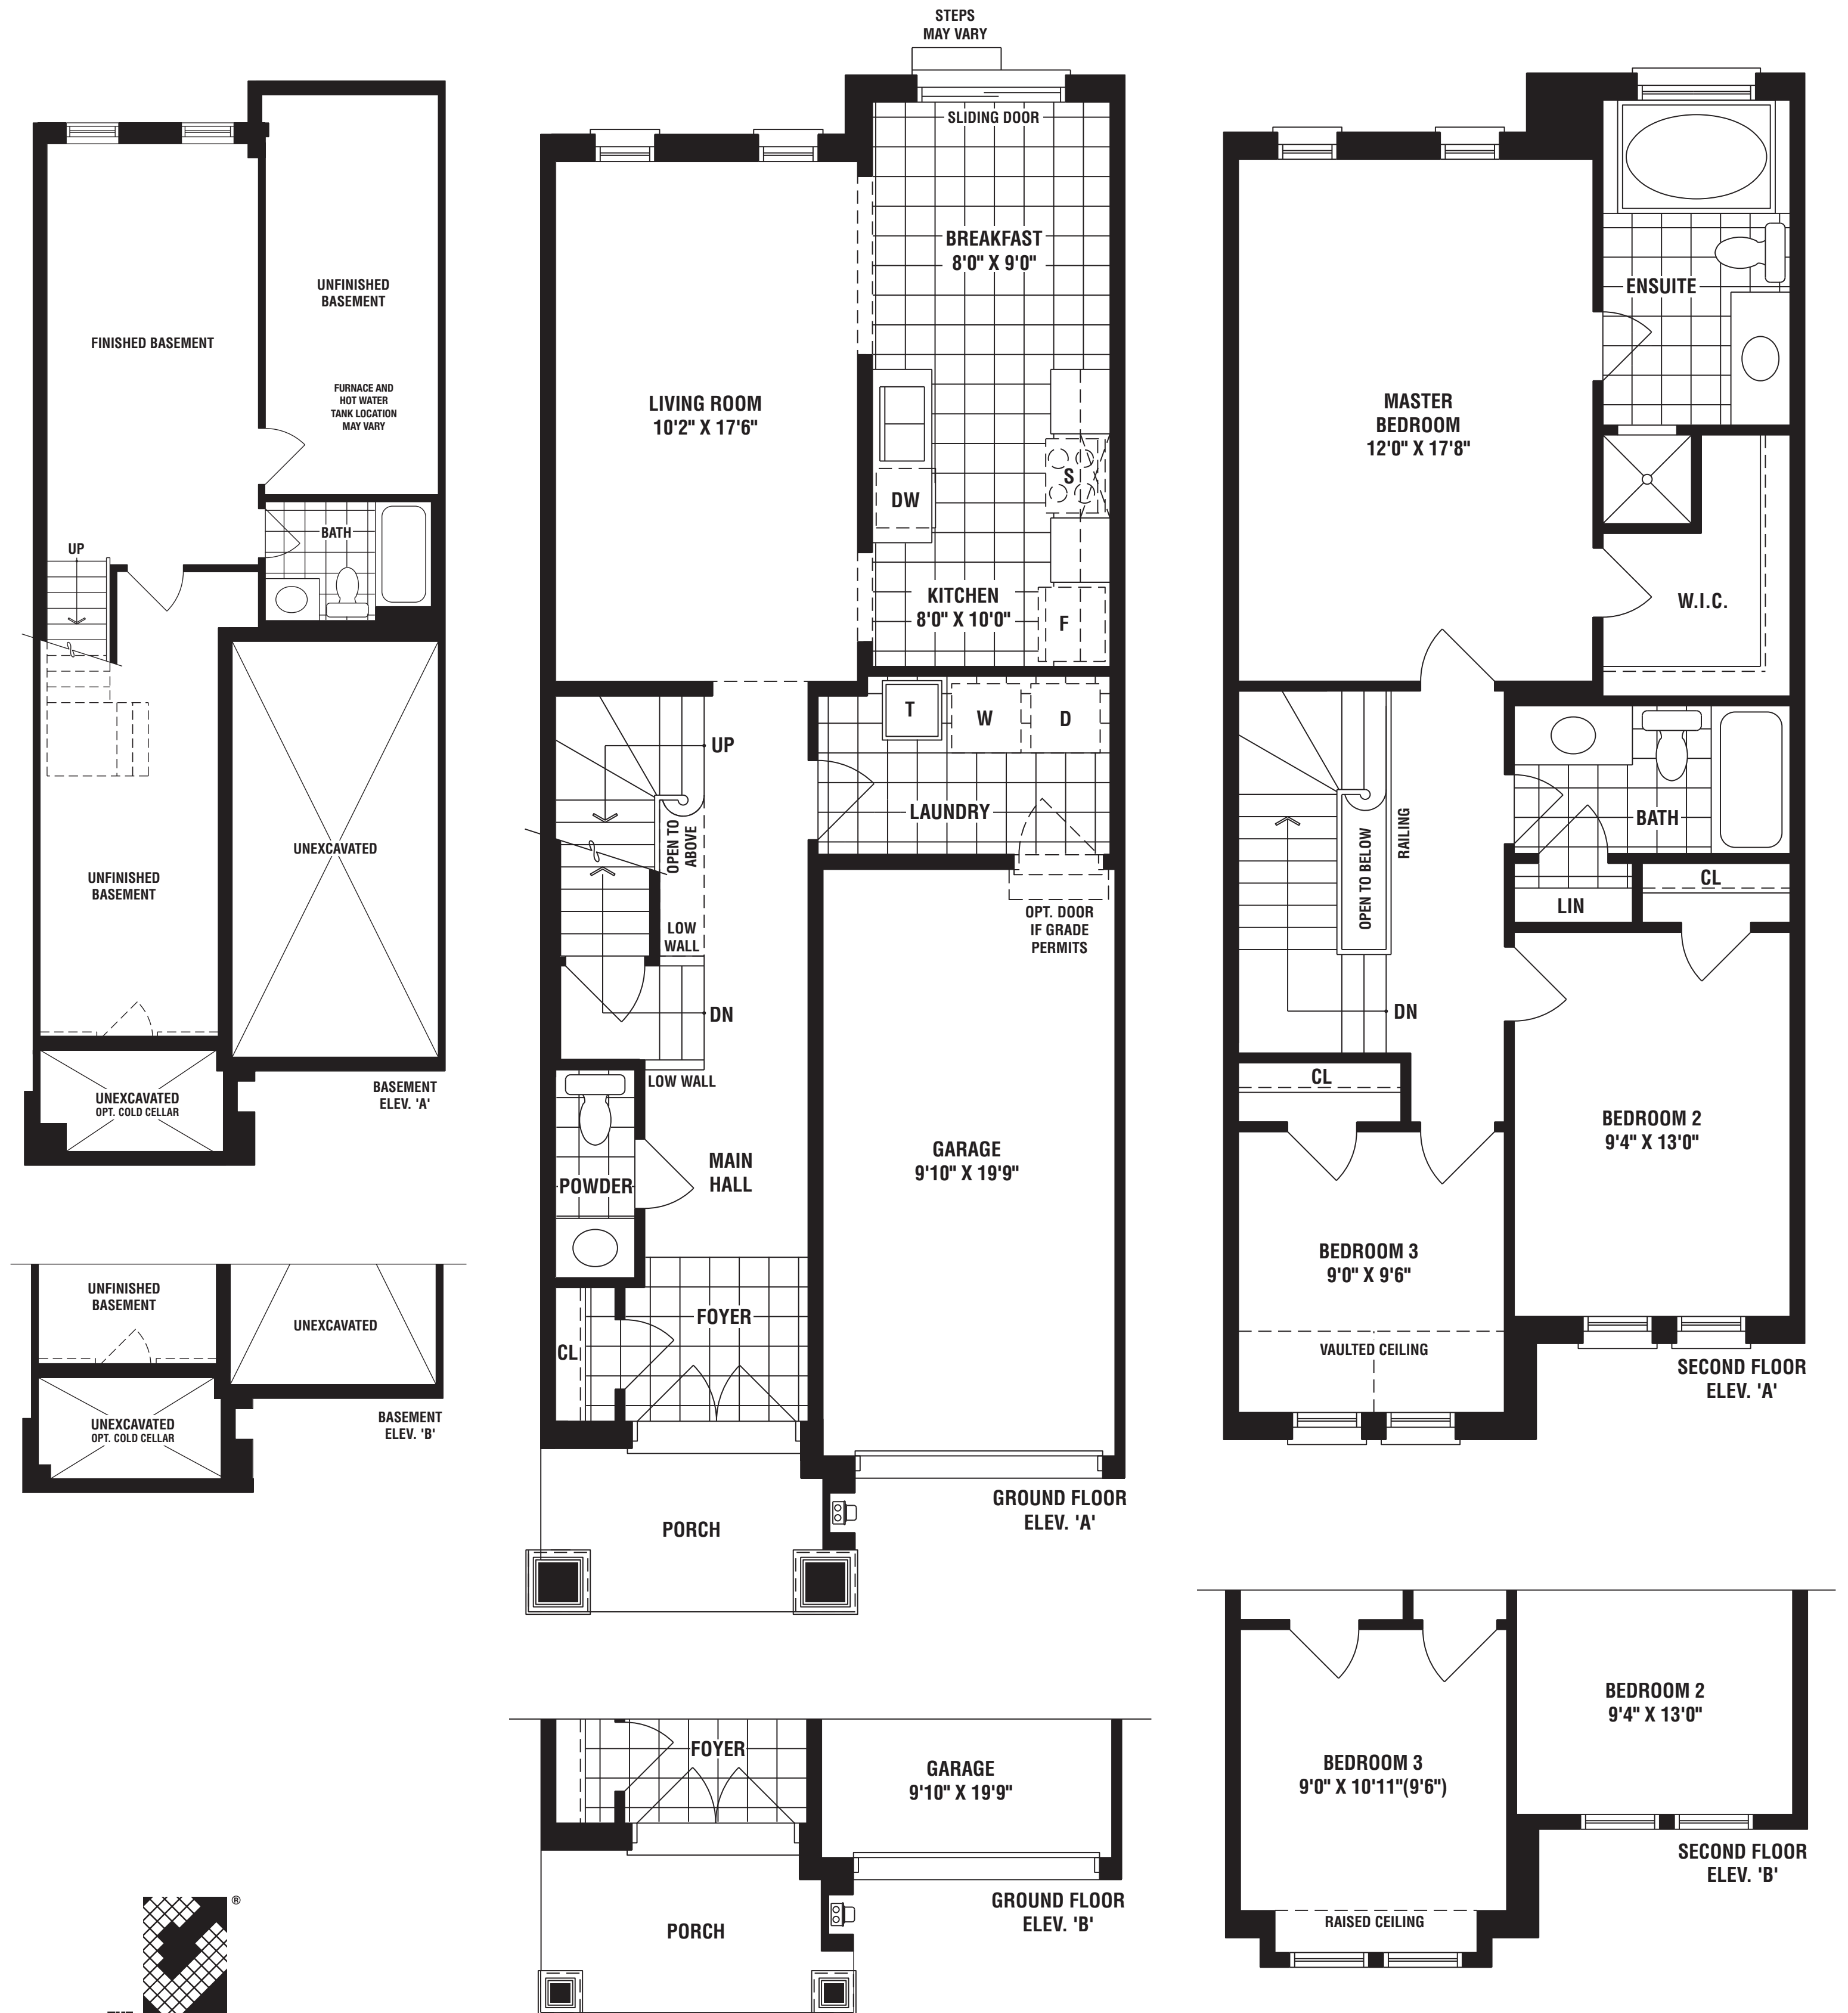 FINISHED BASEMENT
UNFINISHED
BASEMENT
FURNACE AND
HOT WATER
TANK LOCATION
MAY VARY
BATH
UP
UNFINISHED
BASEMENT
UNEXCAVATED
UNEXCAVATED
OPT. COLD CELLAR
BASEMENT
ELEV. 'A'
UNFINISHED
BASEMENT
UNEXCAVATED
UNEXCAVATED
OPT. COLD CELLAR
BASEMENT
ELEV. 'B'
®
STEPS
MAY VARY
SLIDING DOOR
BREAKFAST
8'0" X 9'0"
LIVING ROOM
10'2" X 17'6"
S
DW
KITCHEN
8'0" X 10'0"
F
T
W
D
UP
LAUNDRY
OPEN TO
ABOVE
LOW
WALL
OPT. DOOR
IF GRADE
PERMITS
DN
LOW WALL
GARAGE
9'10" X 19'9"
MAIN
HALL
POWDER
FOYER
CL
PORCH
GROUND FLOOR
ELEV. 'A'
FOYER
GARAGE
9'10" X 19'9"
PORCH
GROUND FLOOR
ELEV. 'B'
ENSUITE
MASTER
BEDROOM
12'0" X 17'8"
W.I.C.
BATH
RAILING
OPEN TO BELOW
LIN
CL
DN
CL
BEDROOM 2
9'4" X 13'0"
BEDROOM 3
9'0" X 9'6"
VAULTED CEILING
SECOND FLOOR
ELEV. 'A'
BEDROOM 2
9'4" X 13'0"
BEDROOM 3
9'0" X 10'11"(9'6")
RAISED CEILING
SECOND FLOOR
ELEV. 'B'